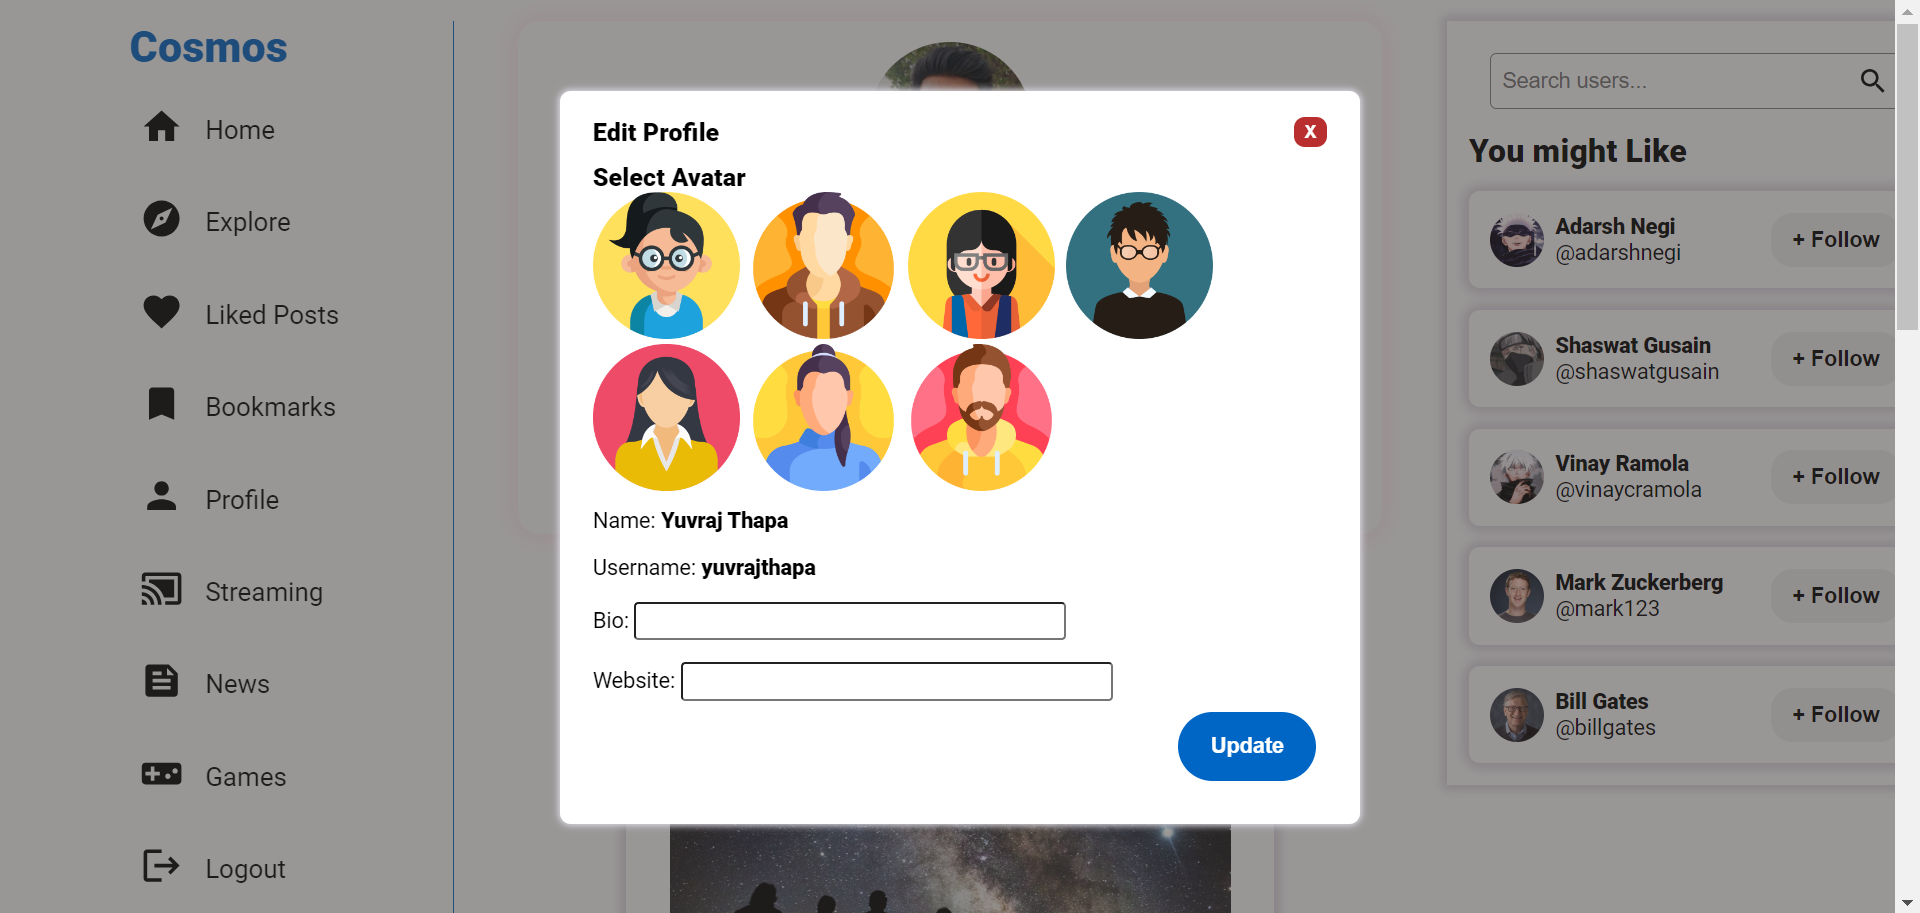 Cosmos
Home
Explore
Liked Posts
Bookmarks
Profile
Streaming
News
Games
Logout
Edit Profile
X
Select Avatar
Name: Yuvraj Thapa
Username: yuvrajthapa
Bio:
Website:
Update
Search users...
You might Like
Adarsh Negi
@adarshnegi
+ Follow
Shaswat Gusain
@shaswatgusain
+ Follow
Vinay Ramola
@vinaycramola
+ Follow
Mark Zuckerberg
@mark123
+ Follow
Bill Gates
@billgates
+ Follow